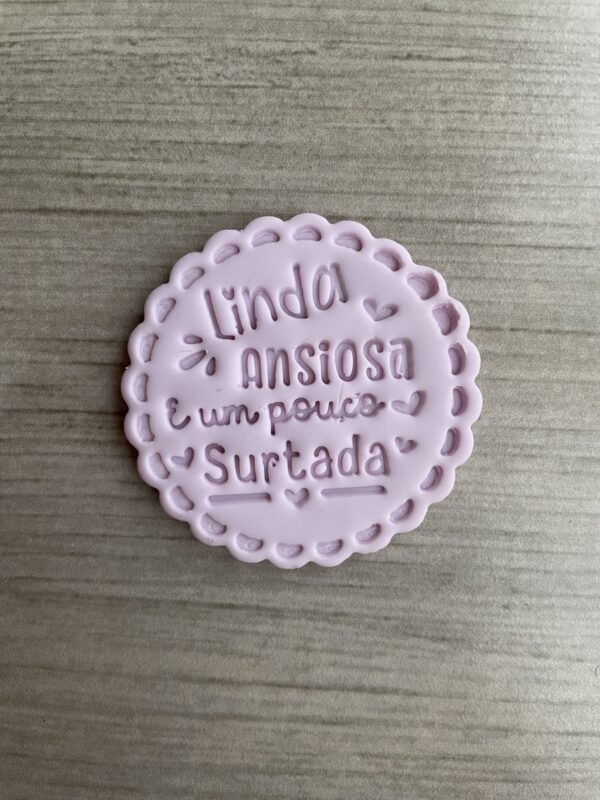 Linda
Ansiosa
E um pouco
Surtada